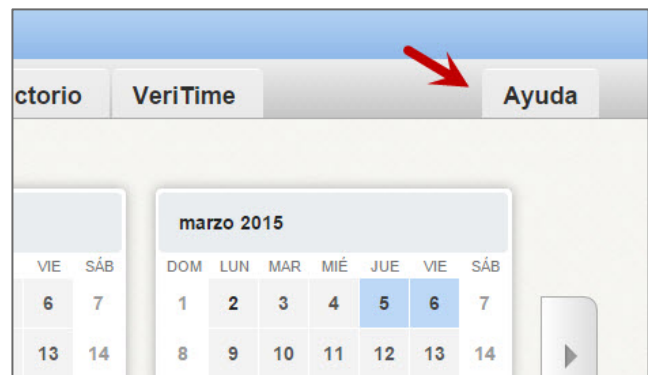 ctorio VeriTime Ayuda
marzo 2015
VIE SÁB DOM LUN MAR MIÉ JUE VIE SÁB
6 7 1 2 3 4 5 6 7
13 14 8 9 10 11 12 13 14